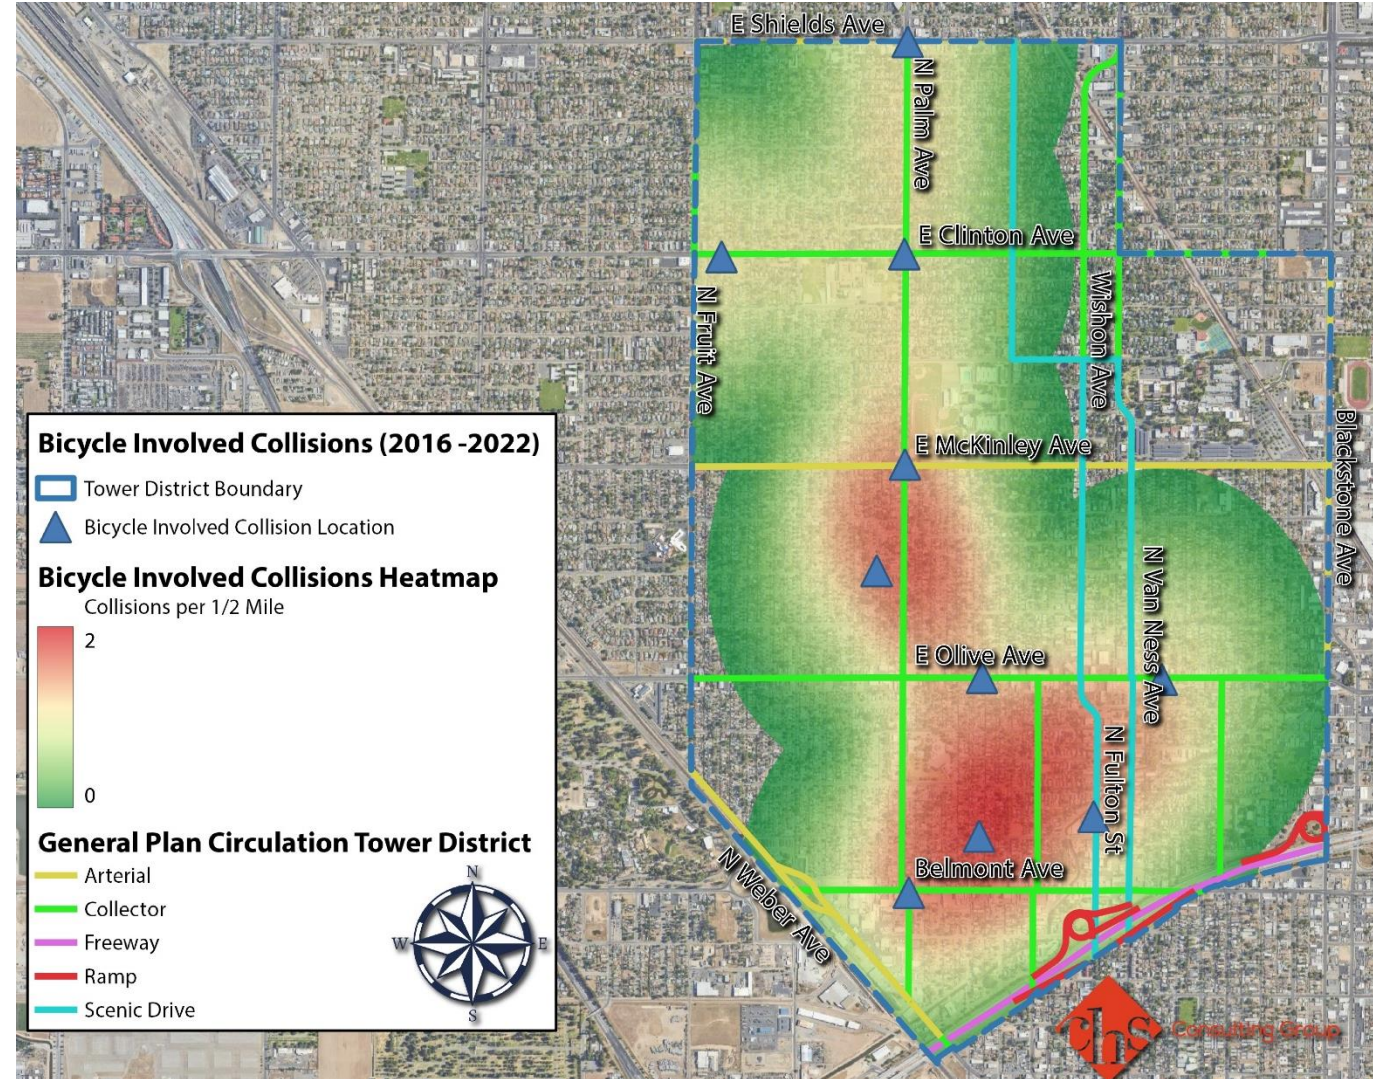 E Shields Ave
N Palm Ave
E Clinton Ave
N Fruit Ave
Wishon Ave
E McKinley Ave
Blackstone Ave
N Van Ness Ave
E Olive Ave
N Fulton St
Belmont Ave
N Weber Ave
Bicycle Involved Collisions (2016 -2022)
Tower District Boundary
Bicycle Involved Collision Location
Bicycle Involved Collisions Heatmap
Collisions per 1/2 Mile
2
0
General Plan Circulation Tower District
Arterial
Collector
Freeway
Ramp
Scenic Drive
N
W
E
S
chs
Consulting Group